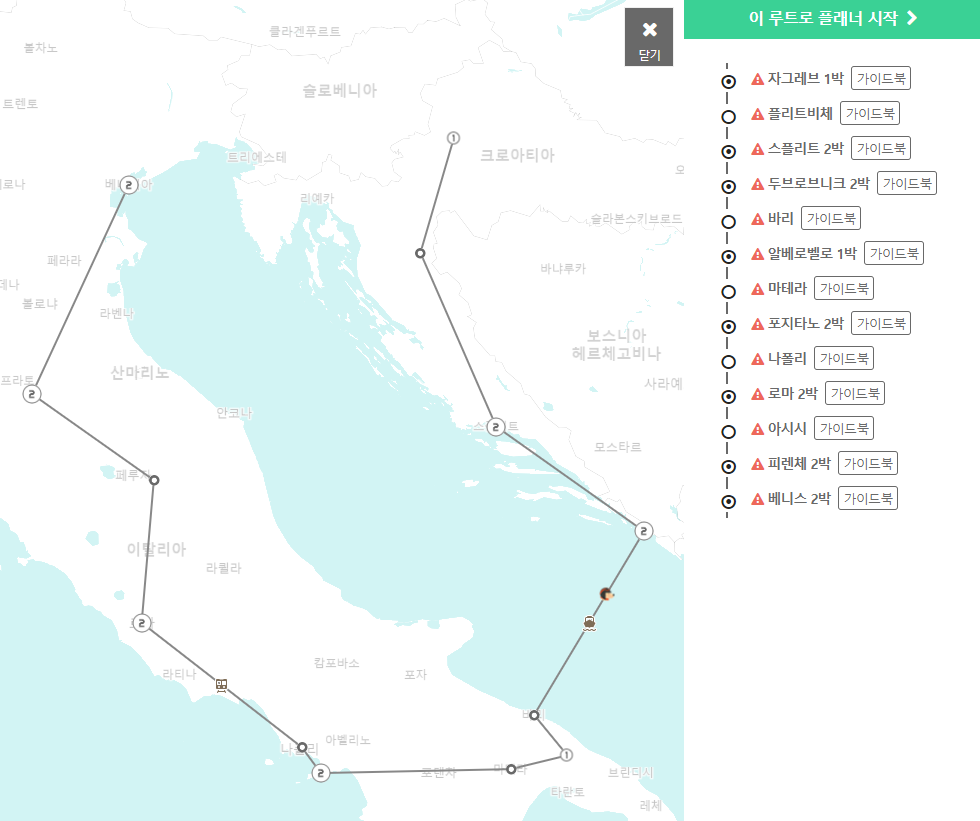 이 루트로 플래너 시작
닫기
자그레브 1박 가이드북
플리트비체 가이드북
스플리트 2박 가이드북
두브로브니크 2박 가이드북
바리 가이드북
알베로벨로 1박 가이드북
마테라 가이드북
포지타노 2박 가이드북
나폴리 가이드북
로마 2박 가이드북
아시시 가이드북
피렌체 2박 가이드북
베니스 2박 가이드북
클라겐푸르트
볼차노
슬로베니아
트렌토
1
크로아티아
트리에스테
로나
2
리예카
슬라본스키브로드
페라라
바냐루카
데나
볼로냐
라벤나
보스니아
헤르체고비나
산마리노
프라토
사라예
2
안코나
2
모스타르
페루자
2
이탈리아
라퀼라
2
캄포바소
라티나
포자
아벨리노
나폴리
1
2
포텐차
브린디시
타란토
레체